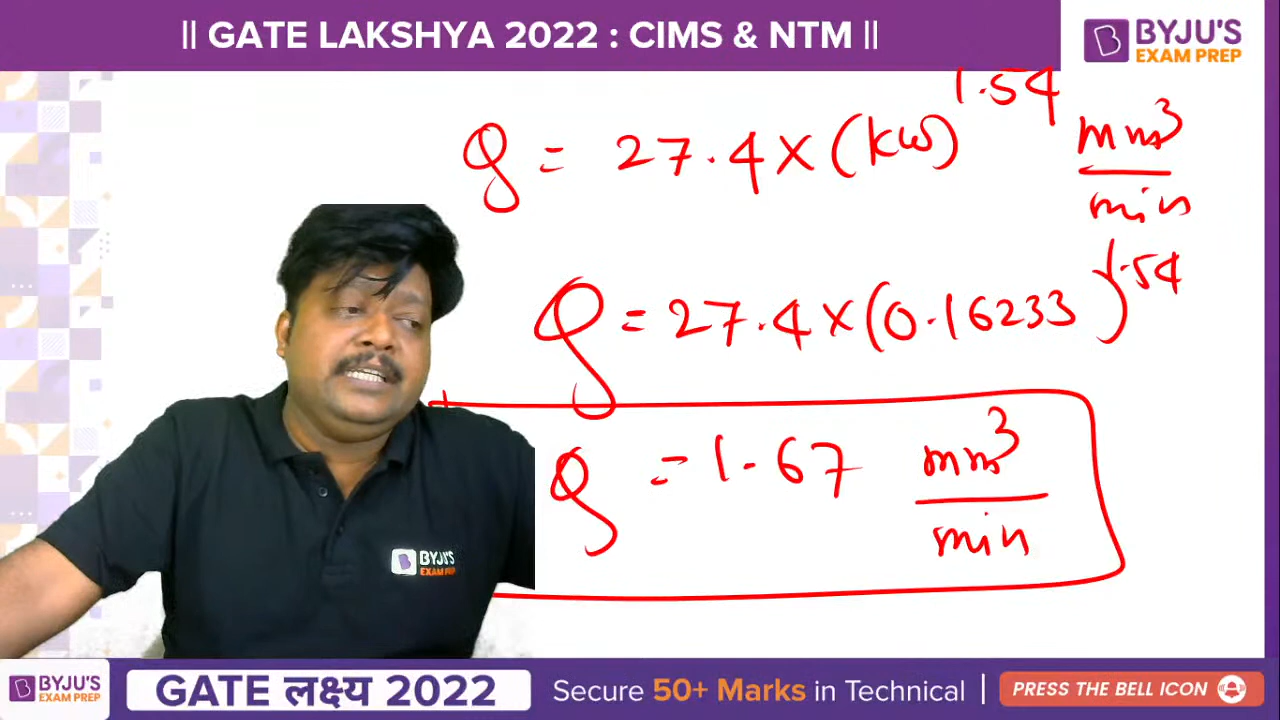 || GATE LAKSHYA 2022 : CIMS & NTM ||
BYJU'S
EXAM PREP
Q = 27.4 × (kW)^1.54 mm³/min
Q = 27.4 × (0.16233)^1.54
Q = 1.67 mm³/min
BYJU'S
EXAM PREP
BYJU'S
EXAM PREP
GATE लक्ष्य 2022
Secure 50+ Marks in Technical |
PRESS THE BELL ICON